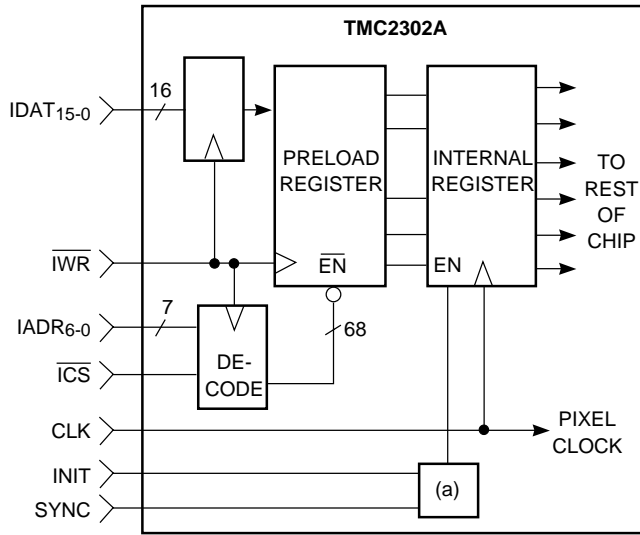 TMC2302A
IDAT15-0
16
PRELOAD
REGISTER
INTERNAL
REGISTER
TO
REST
OF
CHIP
IWR
EN
EN
IADR6-0
7
68
ICS
DE-
CODE
CLK
PIXEL
CLOCK
INIT
(a)
SYNC